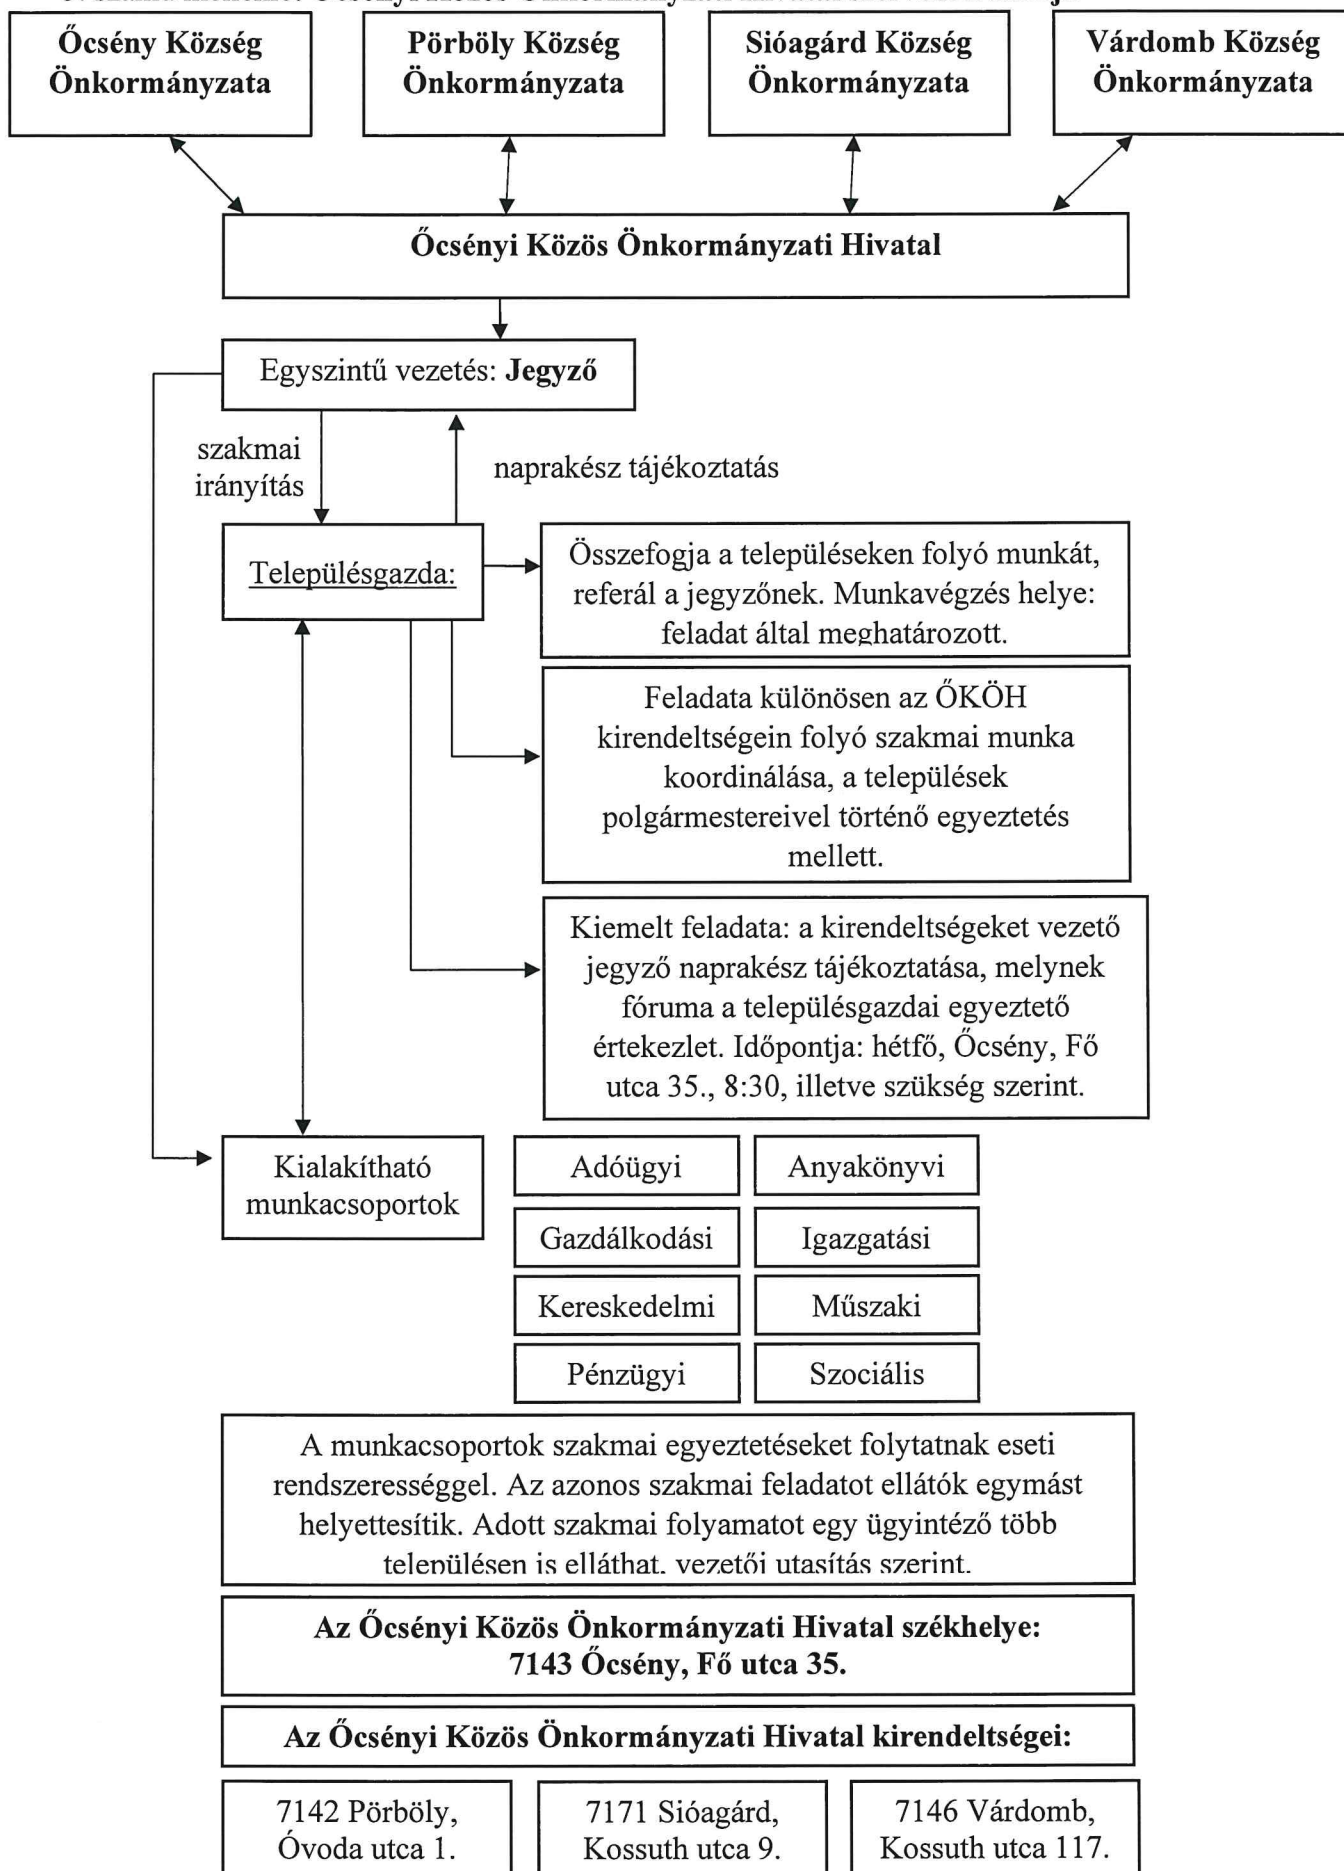 Őcsény Község
Önkormányzata
Pörböly Község
Önkormányzata
Sióagárd Község
Önkormányzata
Várdomb Község
Önkormányzata
Őcsényi Közös Önkormányzati Hivatal
Egyszintű vezetés: Jegyző
szakmai
irányítás
naprakész tájékoztatás
Településgazda:
Összefogja a településeken folyó munkát,
referál a jegyzőnek. Munkavégzés helye:
feladat által meghatározott.
Feladata különösen az ŐKÖH
kirendeltségein folyó szakmai munka
koordinálása, a települések
polgármestereivel történő egyeztetés
mellett.
Kiemelt feladata: a kirendeltségeket vezető
jegyző naprakész tájékoztatása, melynek
fóruma a településgazdai egyeztető
értekezlet. Időpontja: hétfő, Őcsény, Fő
utca 35., 8:30, illetve szükség szerint.
Kialakítható
munkacsoportok
Adóügyi
Anyakönyvi
Gazdálkodási
Igazgatási
Kereskedelmi
Műszaki
Pénzügyi
Szociális
A munkacsoportok szakmai egyeztetéseket folytatnak eseti
rendszerességgel. Az azonos szakmai feladatot ellátók egymást
helyettesítik. Adott szakmai folyamatot egy ügyintéző több
településen is elláthat, vezetői utasítás szerint.
Az Őcsényi Közös Önkormányzati Hivatal székhelye:
7143 Őcsény, Fő utca 35.
Az Őcsényi Közös Önkormányzati Hivatal kirendeltségei:
7142 Pörböly,
Óvoda utca 1.
7171 Sióagárd,
Kossuth utca 9.
7146 Várdomb,
Kossuth utca 117.